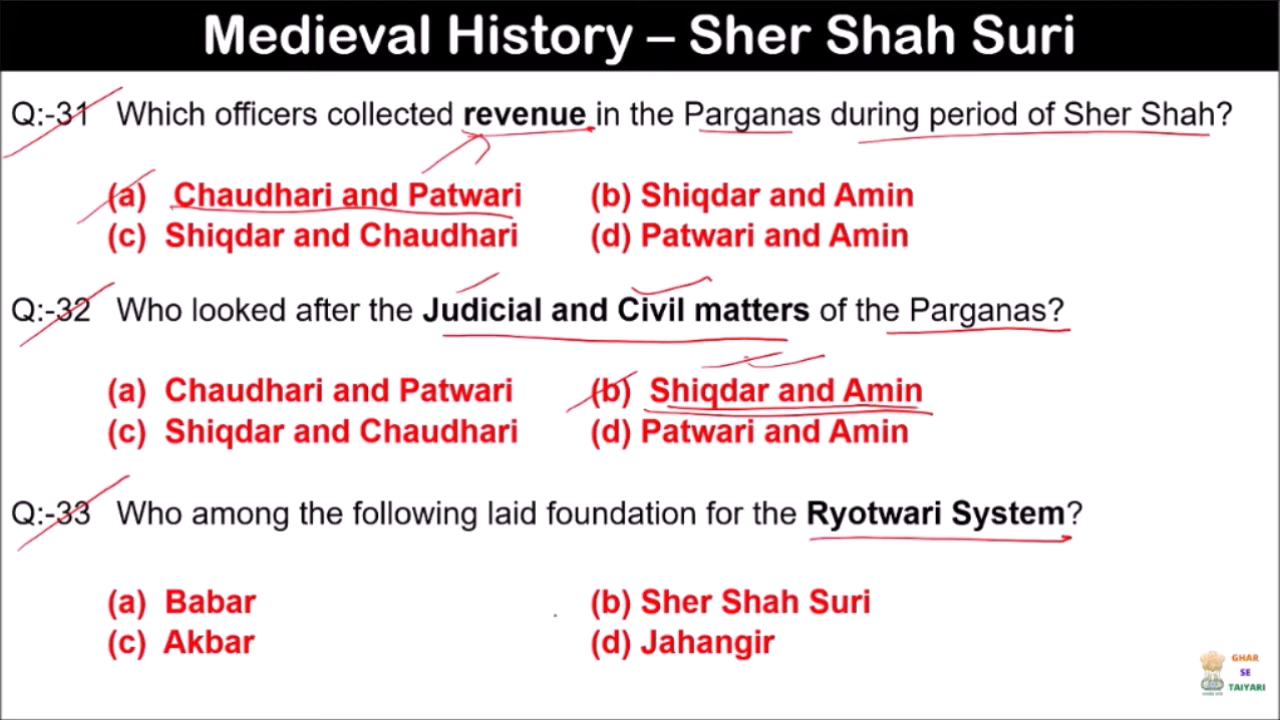 Medieval History – Sher Shah Suri
Q:-31 Which officers collected revenue in the Parganas during period of Sher Shah?
(a) Chaudhari and Patwari (b) Shiqdar and Amin
(c) Shiqdar and Chaudhari (d) Patwari and Amin
Q:-32 Who looked after the Judicial and Civil matters of the Parganas?
(a) Chaudhari and Patwari (b) Shiqdar and Amin
(c) Shiqdar and Chaudhari (d) Patwari and Amin
Q:-33 Who among the following laid foundation for the Ryotwari System?
(a) Babar (b) Sher Shah Suri
(c) Akbar (d) Jahangir
GHAR
SE
TAIYARI